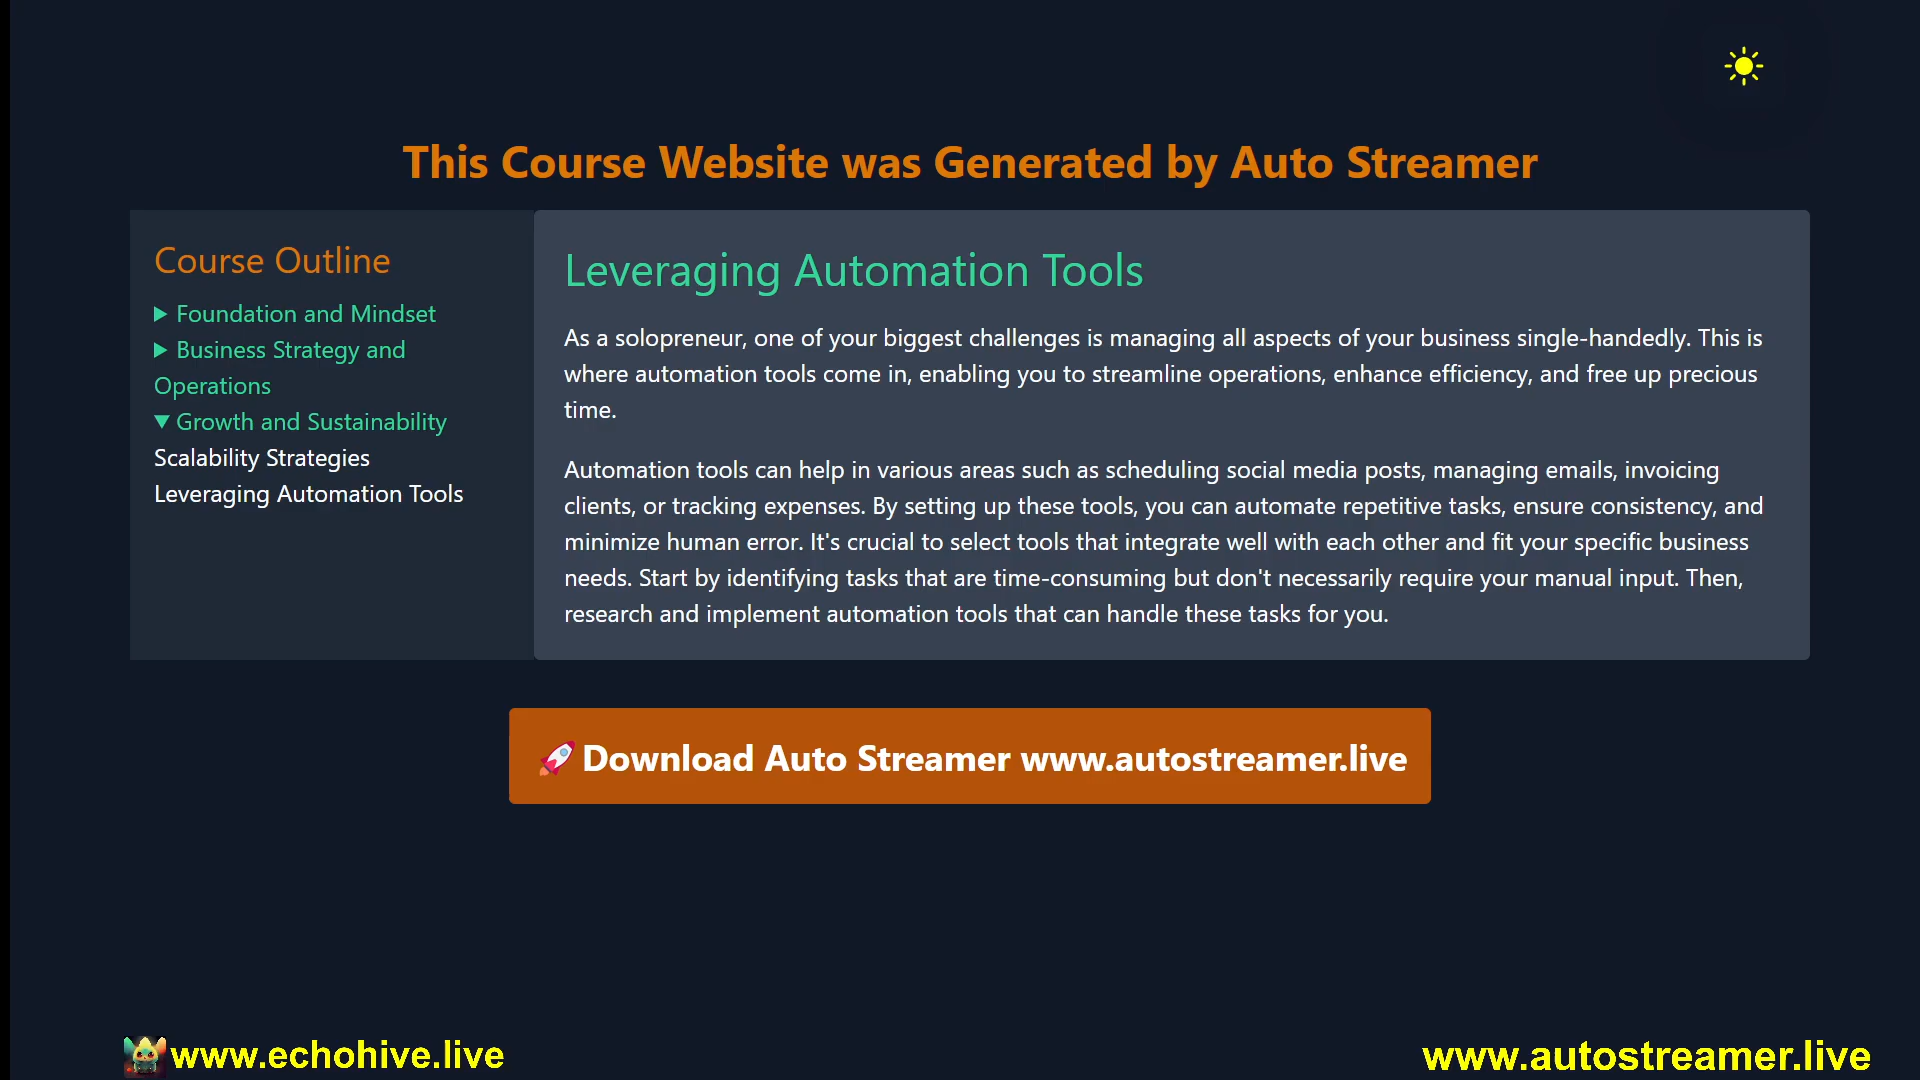 This Course Website was Generated by Auto Streamer
Course Outline
Foundation and Mindset
Business Strategy and
Operations
Growth and Sustainability
Scalability Strategies
Leveraging Automation Tools
Leveraging Automation Tools
As a solopreneur, one of your biggest challenges is managing all aspects of your business single-handedly. This is
where automation tools come in, enabling you to streamline operations, enhance efficiency, and free up precious
time.
Automation tools can help in various areas such as scheduling social media posts, managing emails, invoicing
clients, or tracking expenses. By setting up these tools, you can automate repetitive tasks, ensure consistency, and
minimize human error. It's crucial to select tools that integrate well with each other and fit your specific business
needs. Start by identifying tasks that are time-consuming but don't necessarily require your manual input. Then,
research and implement automation tools that can handle these tasks for you.
Download Auto Streamer www.autostreamer.live
www.echohive.live
www.autostreamer.live